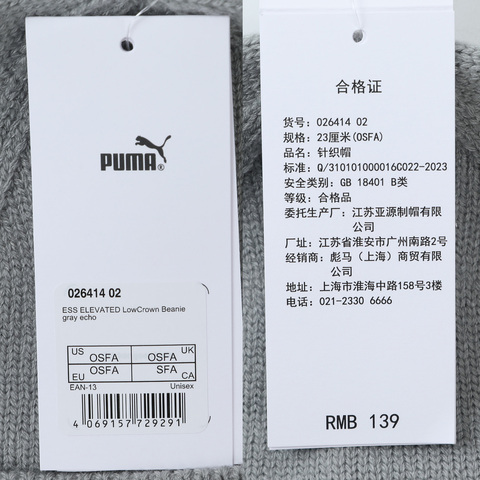 PUMA®
026414 02
ESS ELEVATED LowCrown Beanie
gray echo
US OSFA OSFA UK
EU OSFA SFA CA
EAN-13 Unisex
4 069157 729291
合格证
货号: 026414 02
规格: 23厘米(OSFA)
品名: 针织帽
标准: Q/310101000016C022-2023
安全类别: GB 18401 B类
等级: 合格品
委托生产厂: 江苏亚源制帽有限
公司
厂址: 江苏省淮安市广州南路2号
经销商: 彪马（上海）商贸有限
公司
地址: 上海市淮海中路158号3楼
电话: 021-2330 6666
RMB 139